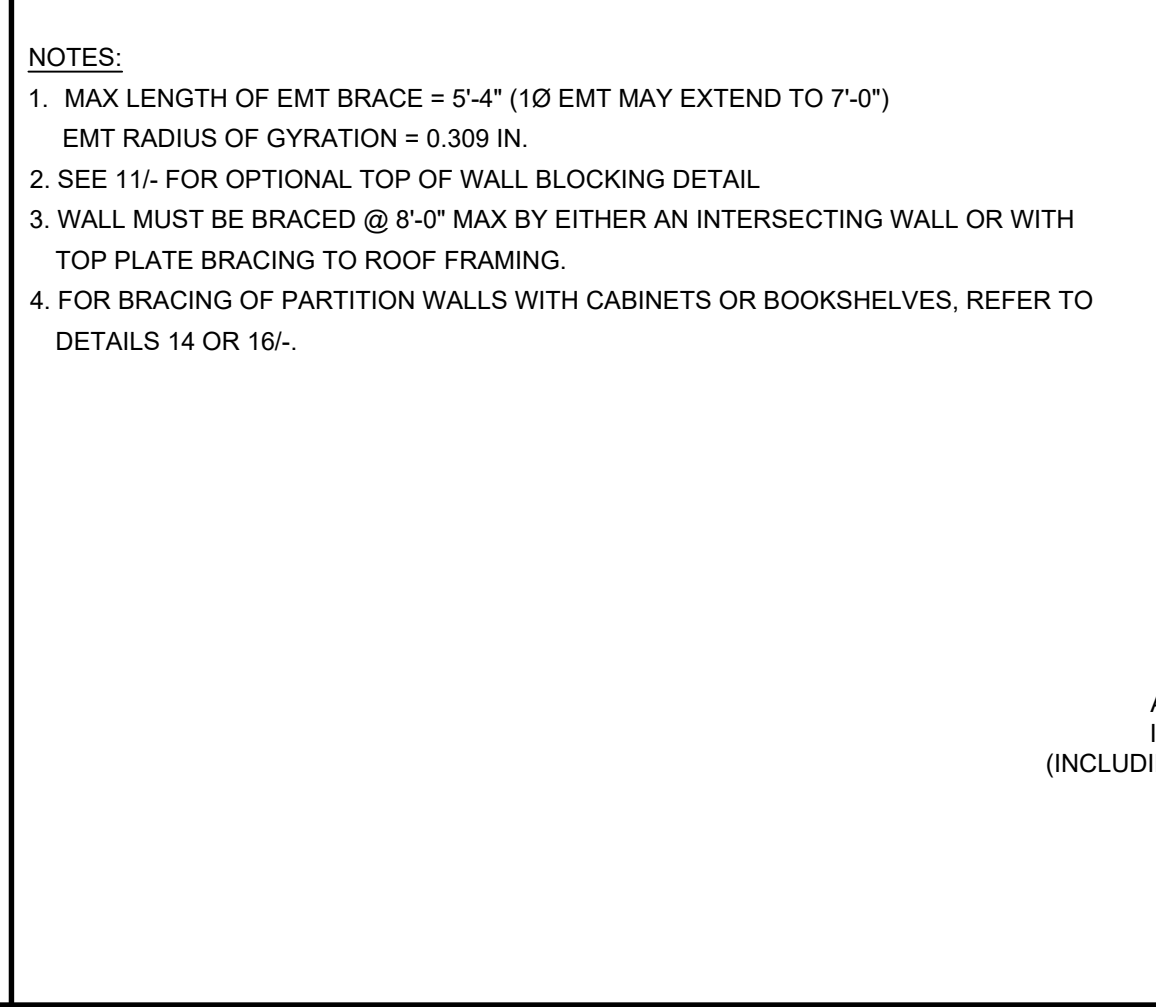 NOTES:
1. MAX LENGTH OF EMT BRACE = 5'-4" (1Ø EMT MAY EXTEND TO 7'-0")
EMT RADIUS OF GYRATION = 0.309 IN.
2. SEE 11/- FOR OPTIONAL TOP OF WALL BLOCKING DETAIL
3. WALL MUST BE BRACED @ 8'-0" MAX BY EITHER AN INTERSECTING WALL OR WITH
TOP PLATE BRACING TO ROOF FRAMING.
4. FOR BRACING OF PARTITION WALLS WITH CABINETS OR BOOKSHELVES, REFER TO
DETAILS 14 OR 16/-.